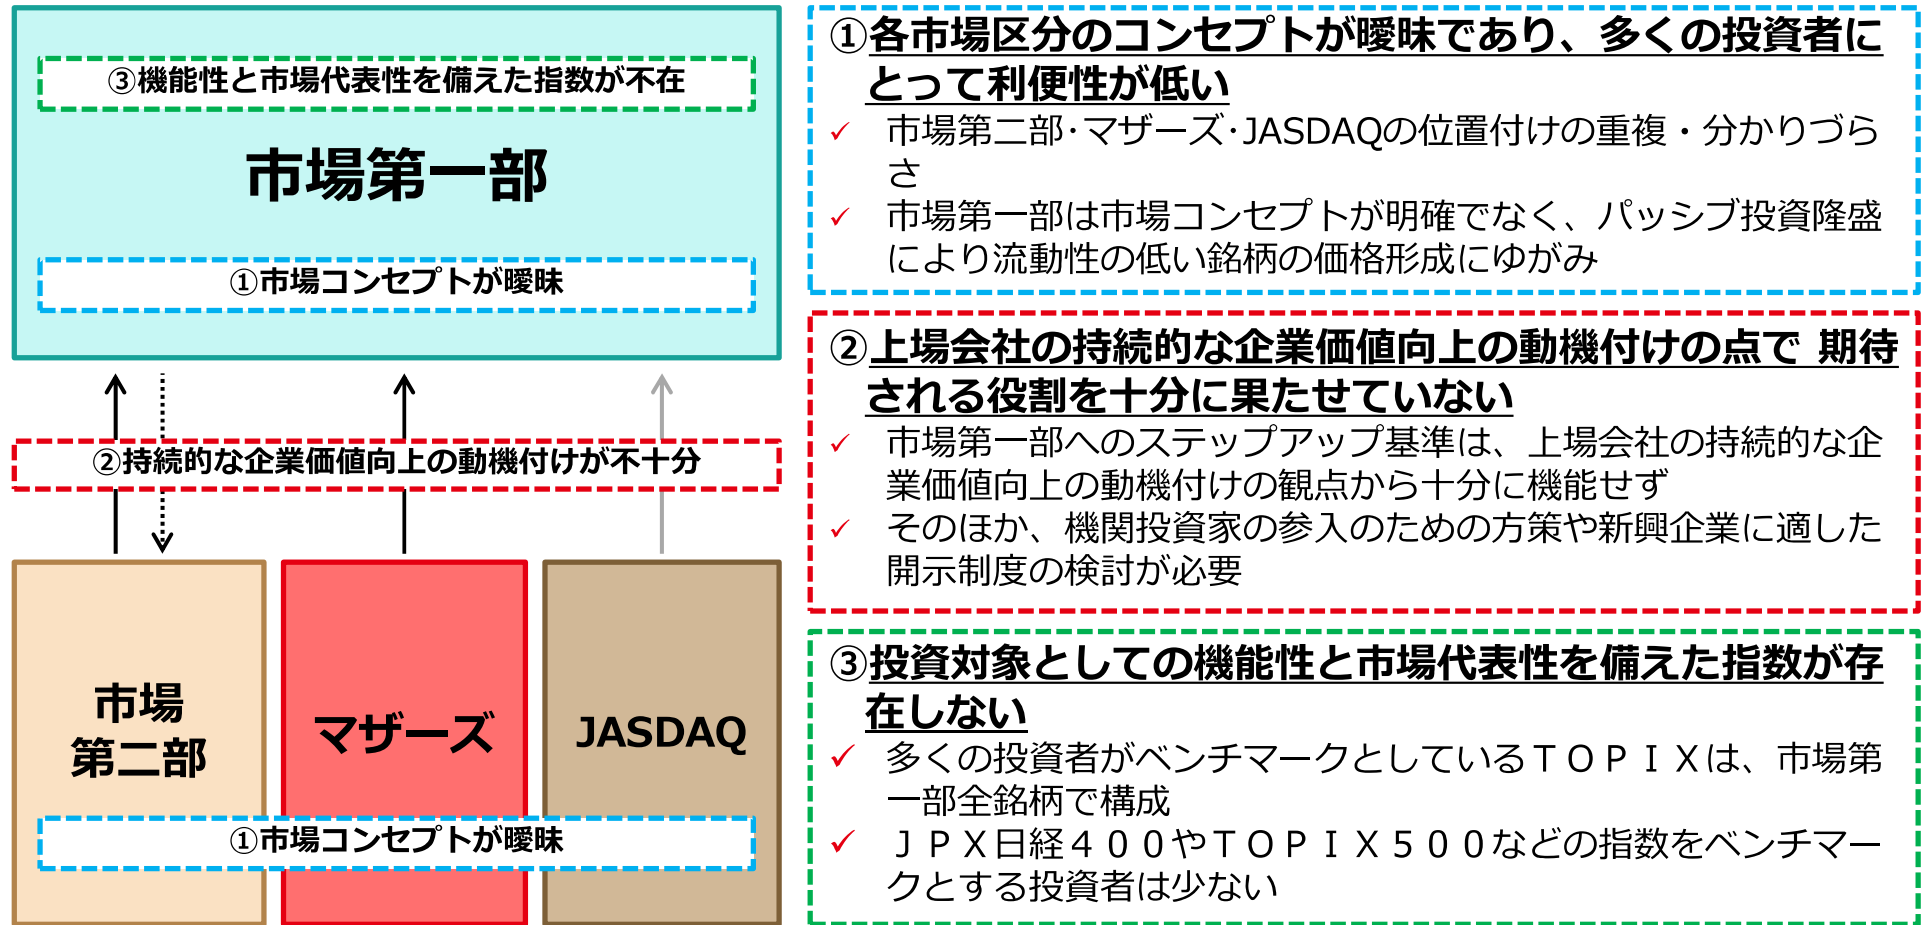 ③機能性と市場代表性を備えた指数が不在
市場第一部
①市場コンセプトが曖昧
②持続的な企業価値向上の動機付けが不十分
市場
第二部
マザーズ
JASDAQ
①市場コンセプトが曖昧
①各市場区分のコンセプトが曖昧であり、多くの投資者に
とって利便性が低い
✓ 市場第二部･マザーズ･JASDAQの位置付けの重複・分かりづら
さ
✓ 市場第一部は市場コンセプトが明確でなく、パッシブ投資隆盛
により流動性の低い銘柄の価格形成にゆがみ
②上場会社の持続的な企業価値向上の動機付けの点で 期待
される役割を十分に果たせていない
✓ 市場第一部へのステップアップ基準は、上場会社の持続的な企
業価値向上の動機付けの観点から十分に機能せず
✓ そのほか、機関投資家の参入のための方策や新興企業に適した
開示制度の検討が必要
③投資対象としての機能性と市場代表性を備えた指数が存
在しない
✓ 多くの投資者がベンチマークとしているＴＯＰＩＸは、市場第
一部全銘柄で構成
✓ ＪＰＸ日経４００やＴＯＰＩＸ５００などの指数をベンチマー
クとする投資者は少ない